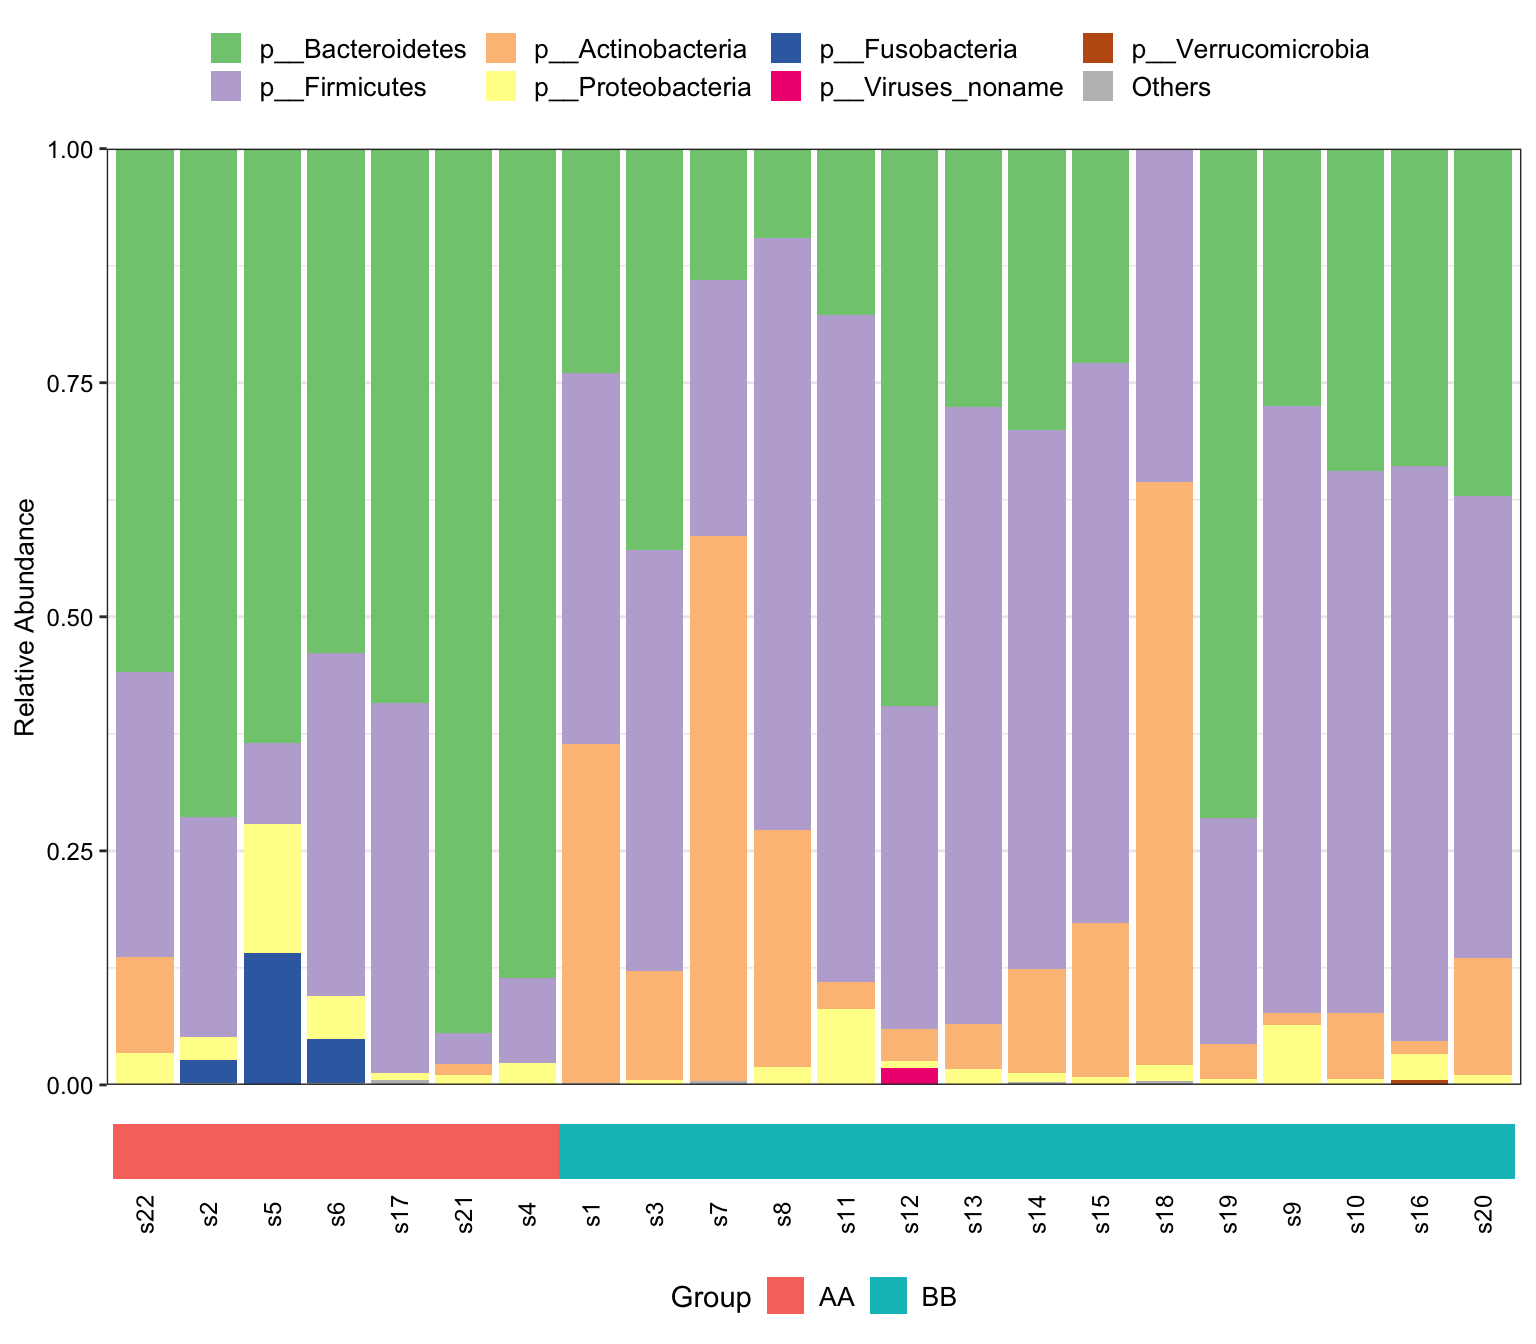 p__Bacteroidetes p__Actinobacteria p__Fusobacteria p__Verrucomicrobia
p__Firmicutes p__Proteobacteria p__Viruses_noname Others
1.00
0.75
0.50
0.25
0.00
Relative Abundance
s22 s2 s5 s6 s17 s21 s4 s1 s3 s7 s8 s11 s12 s13 s14 s15 s18 s19 s9 s10 s16 s20
Group AA BB